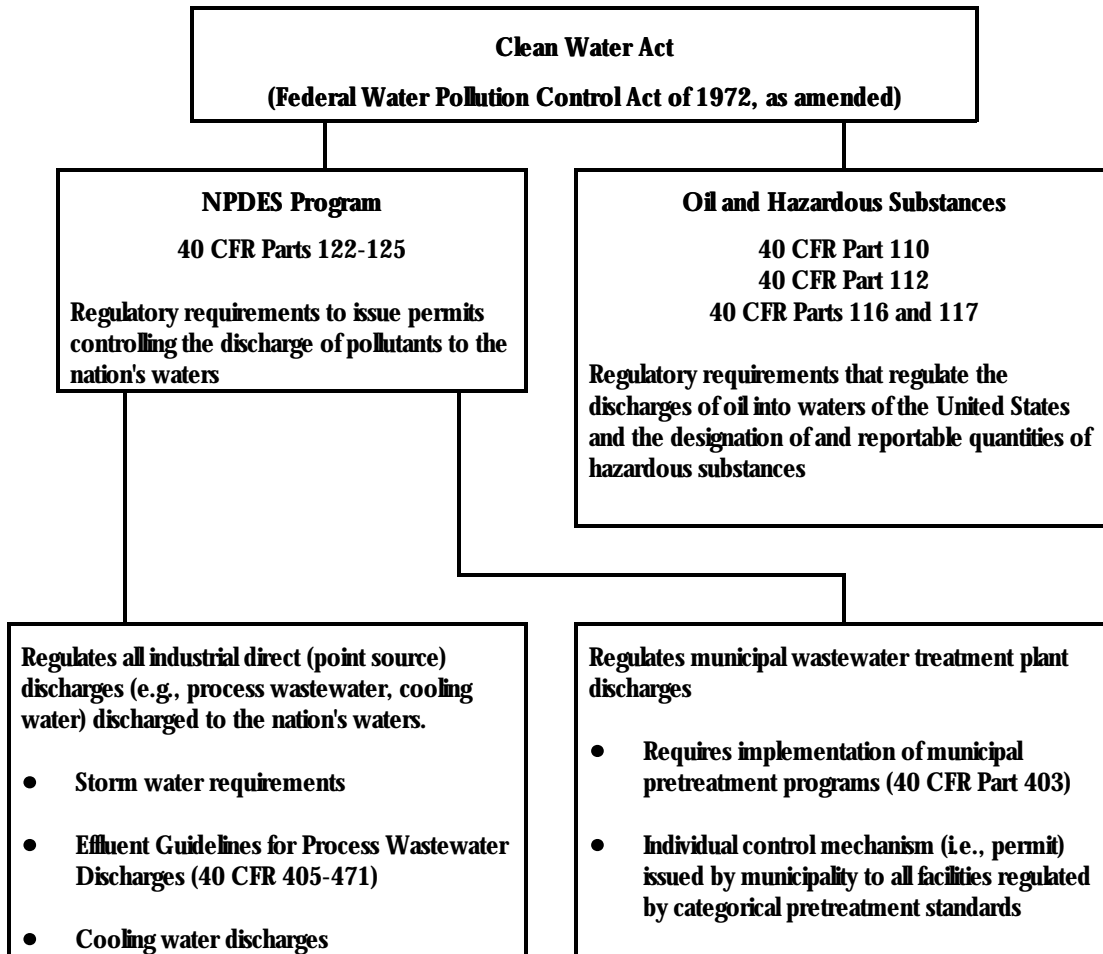 Clean Water Act
(Federal Water Pollution Control Act of 1972, as amended)
NPDES Program
40 CFR Parts 122-125
Regulatory requirements to issue permits
controlling the discharge of pollutants to the
nation's waters
Oil and Hazardous Substances
40 CFR Part 110
40 CFR Part 112
40 CFR Parts 116 and 117
Regulatory requirements that regulate the
discharges of oil into waters of the United States
and the designation of and reportable quantities of
hazardous substances
Regulates all industrial direct (point source)
discharges (e.g., process wastewater, cooling
water) discharged to the nation's waters.
● Storm water requirements
● Effluent Guidelines for Process Wastewater
Discharges (40 CFR 405-471)
● Cooling water discharges
Regulates municipal wastewater treatment plant
discharges
● Requires implementation of municipal
pretreatment programs (40 CFR Part 403)
● Individual control mechanism (i.e., permit)
issued by municipality to all facilities regulated
by categorical pretreatment standards